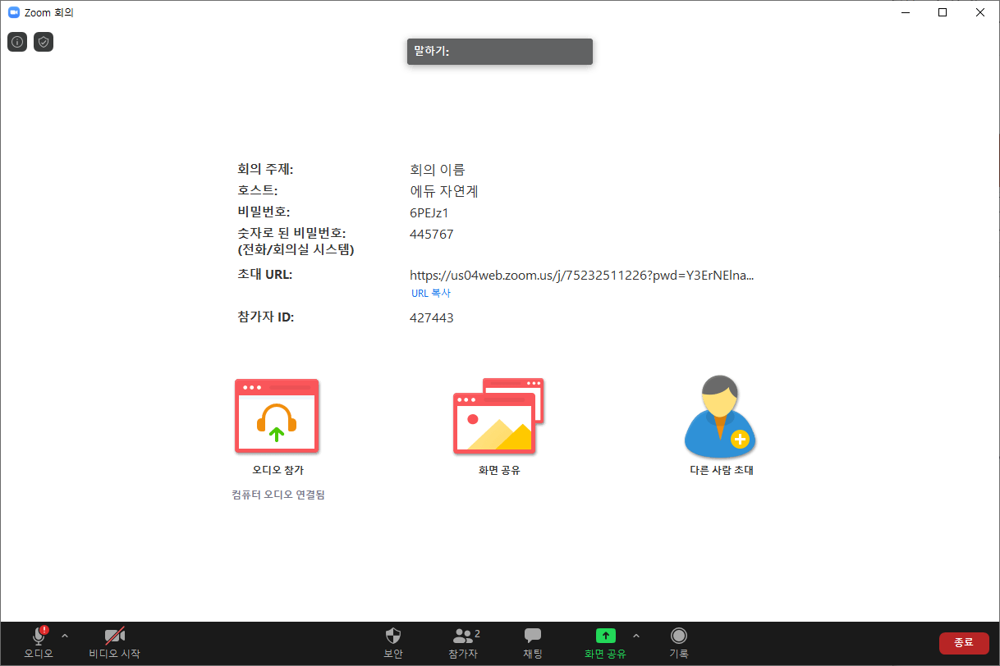 Zoom 회의
말하기:
회의 주제: 회의 이름
호스트: 에듀 자연계
비밀번호: 6PEJz1
숫자로 된 비밀번호: 445767
(전화/회의실 시스템)
초대 URL: https://us04web.zoom.us/j/75232511226?pwd=Y3ErNElna...
URL 복사
참가자 ID: 427443
오디오 참가 화면 공유 다른 사람 초대
컴퓨터 오디오 연결됨
2
오디오 비디오 시작 보안 참가자 채팅 화면 공유 기록 종료